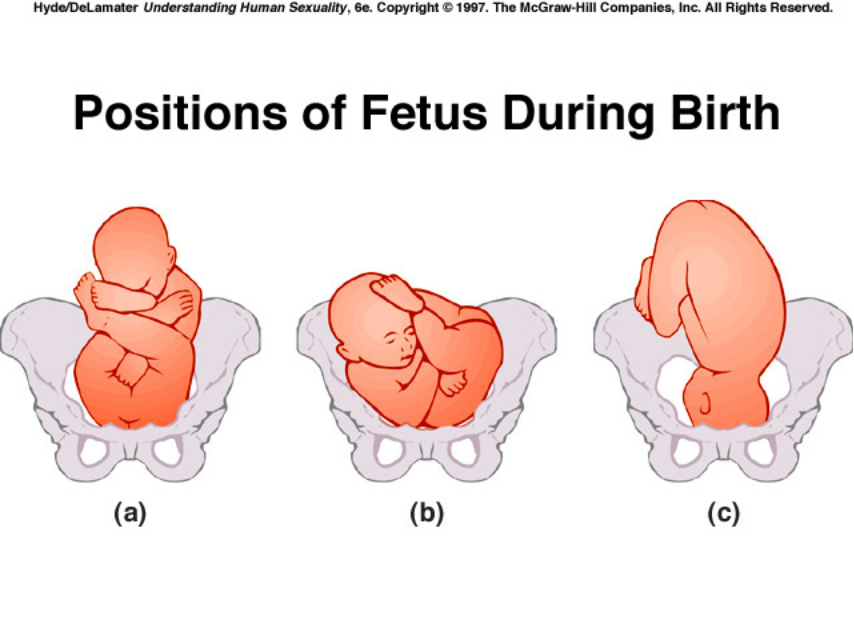 Hyde/DeLamater Understanding Human Sexuality, 6e. Copyright © 1997. The McGraw-Hill Companies, Inc. All Rights Reserved.
Positions of Fetus During Birth
(a) (b) (c)